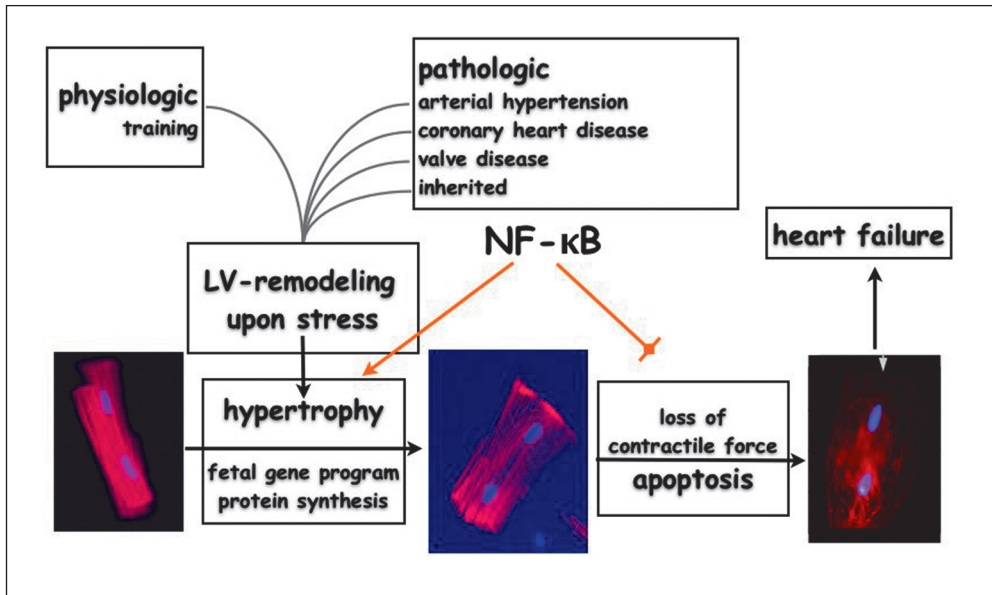 physiologic
training
pathologic
arterial hypertension
coronary heart disease
valve disease
inherited
NF-κB
heart failure
LV-remodeling
upon stress
hypertrophy
fetal gene program
protein synthesis
loss of
contractile force
apoptosis